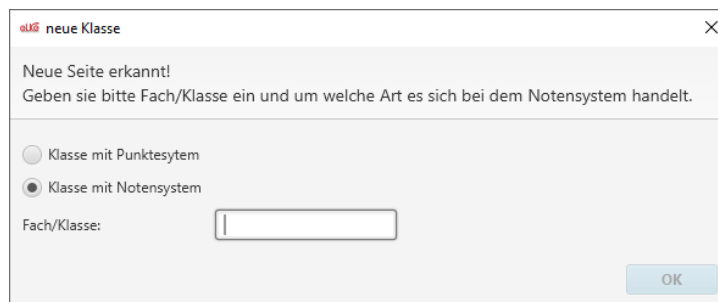 aLKo neue Klasse
Neue Seite erkannt!
Geben sie bitte Fach/Klasse ein und um welche Art es sich bei dem Notensystem handelt.
Klasse mit Punktesytem
Klasse mit Notensystem
Fach/Klasse:
OK